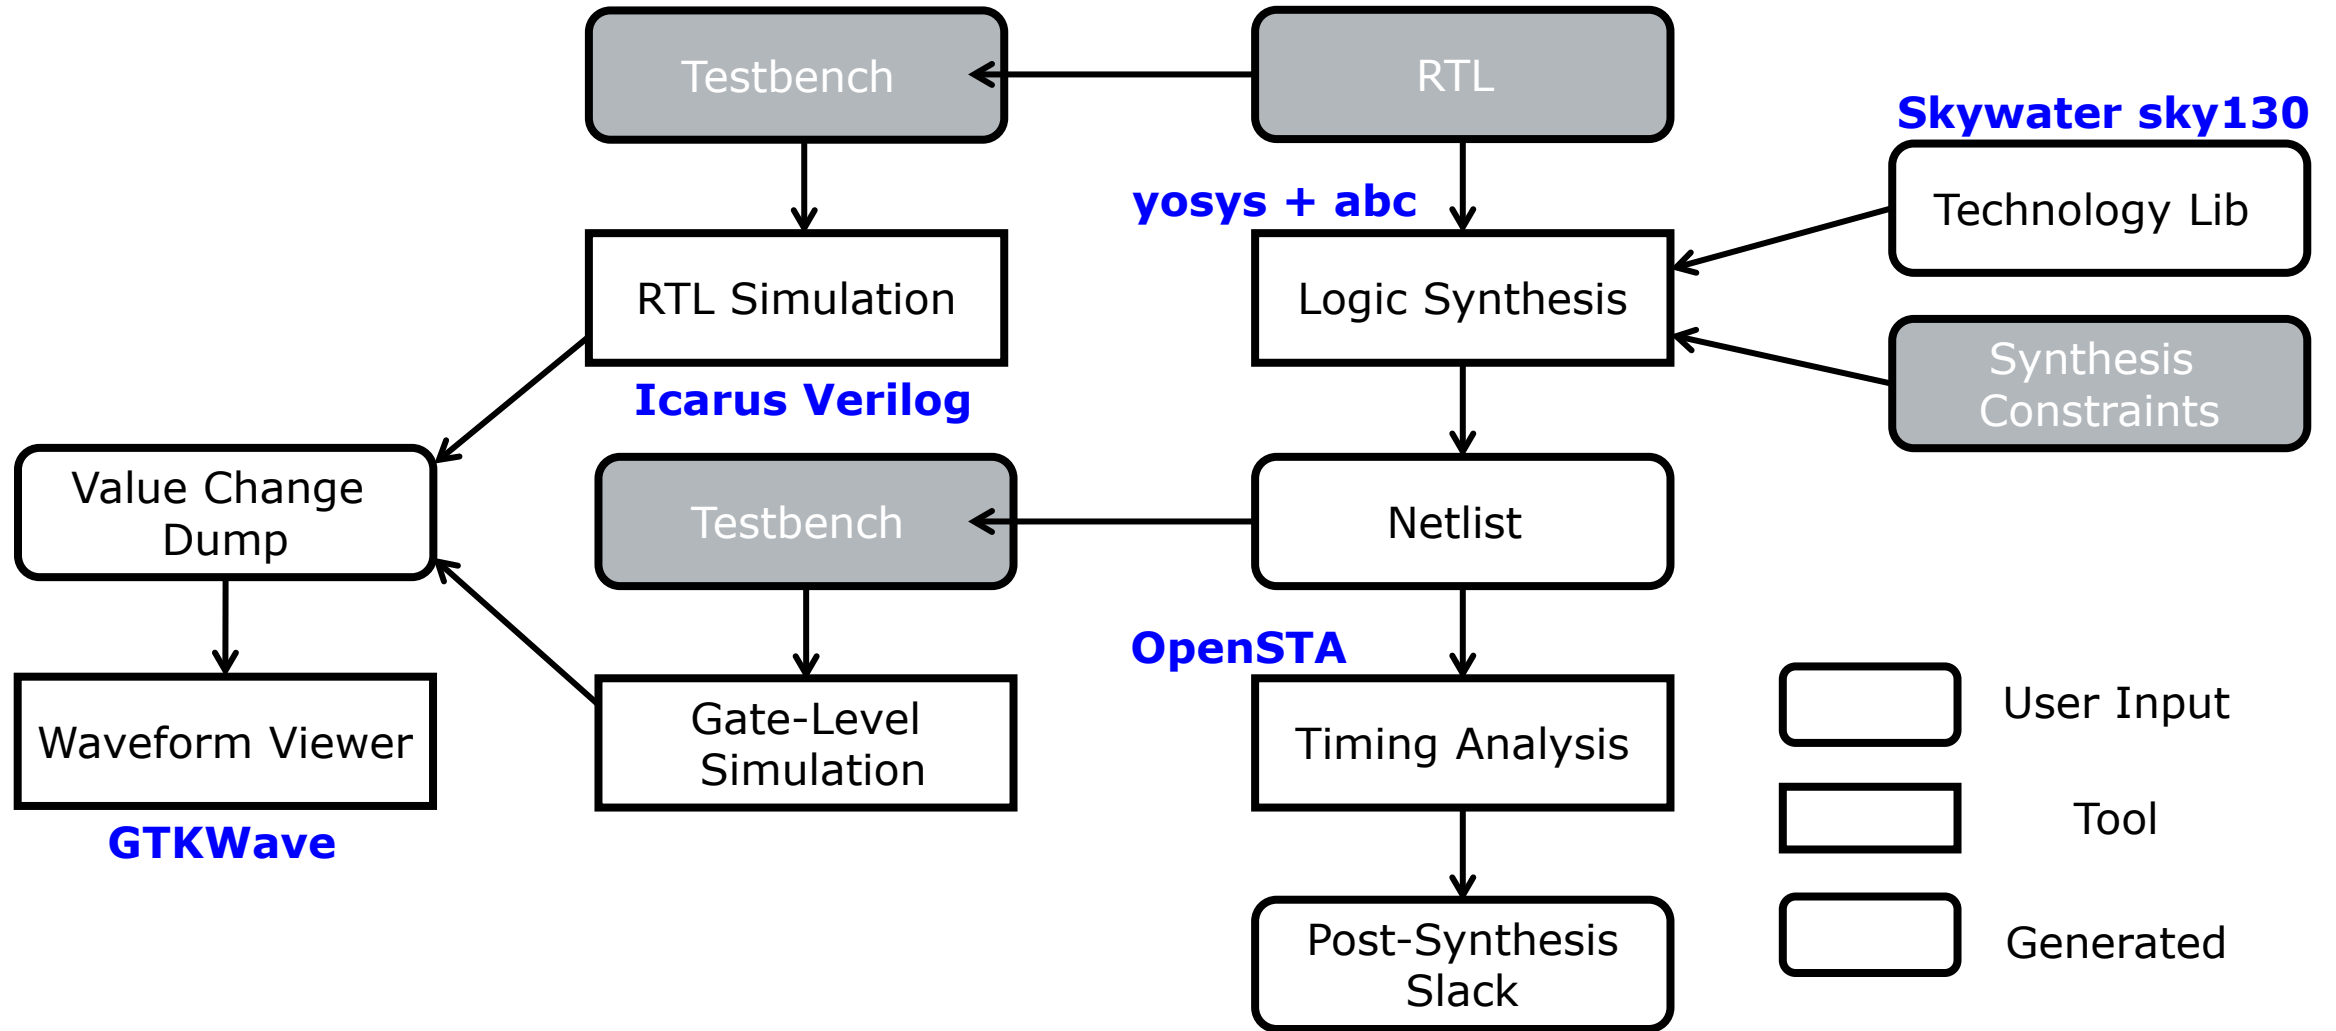 Testbench
RTL
Skywater sky130
Technology Lib
yosys + abc
RTL Simulation
Logic Synthesis
Synthesis
Constraints
Icarus Verilog
Value Change
Dump
Testbench
Netlist
OpenSTA
Waveform Viewer
Gate-Level
Simulation
Timing Analysis
User Input
Tool
GTKWave
Post-Synthesis
Slack
Generated